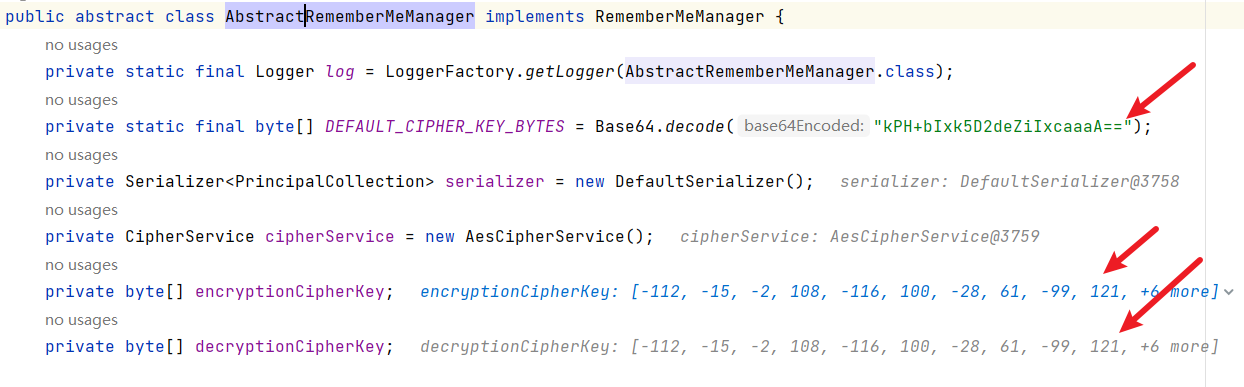 public abstract class AbstractRememberMeManager implements RememberMeManager {
no usages
private static final Logger log = LoggerFactory.getLogger(AbstractRememberMeManager.class);
no usages
private static final byte[] DEFAULT_CIPHER_KEY_BYTES = Base64.decode( base64Encoded: "kPH+bIxk5D2deZiIxcaaaA==");
no usages
private Serializer<PrincipalCollection> serializer = new DefaultSerializer(); serializer: DefaultSerializer@3758
no usages
private CipherService cipherService = new AesCipherService(); cipherService: AesCipherService@3759
no usages
private byte[] encryptionCipherKey; encryptionCipherKey: [-112, -15, -2, 108, -116, 100, -28, 61, -99, 121, +6 more]
no usages
private byte[] decryptionCipherKey; decryptionCipherKey: [-112, -15, -2, 108, -116, 100, -28, 61, -99, 121, +6 more]